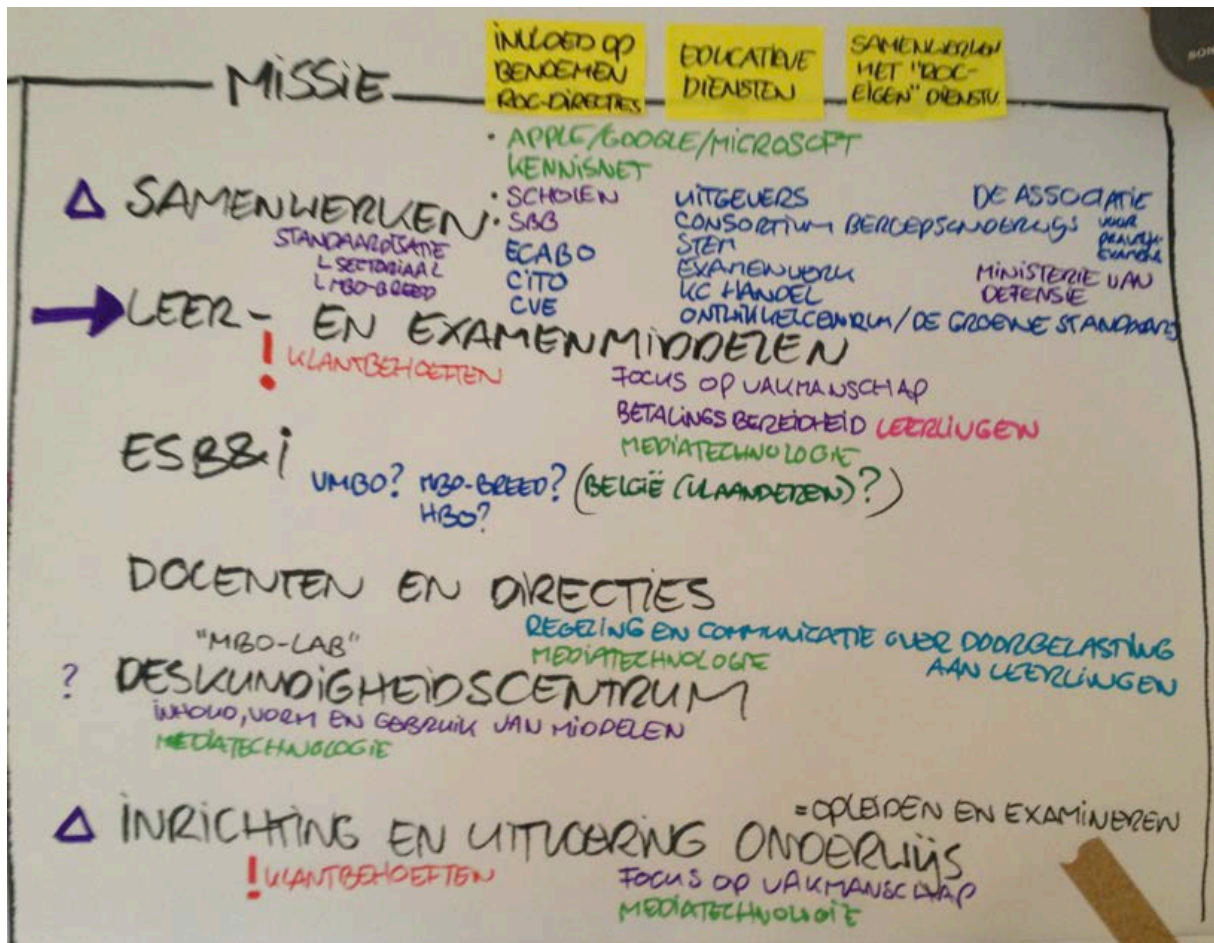 MISSIE
INVLOED OP
BENOEMEN
ROC-DIRECTIES
EDUCATIEVE
DIENSTEN
SAMENWERKEN
MET "ROC-
EIGEN" DIENSTV.
• APPLE/GOOGLE/MICROSOFT
KENNISNET
Δ SAMENWERKEN
STANDAARDISATIE
L SECTORIAAL
L MBO-BREED
• SCHOLEN
• SBB
ECABO
CITO
CVE
UITGEVERS
CONSORTIUM BEROEPSONDERWIJS
STEM
EXAMENWERK
KC HANDEL
ONTWIKKELCENTRUM/DE GROENE STANDAARD
DE ASSOCIATIE
VOOR
PRAKTIJK
EXAMENS
MINISTERIE VAN
DEFENSIE
LEER- EN EXAMENMIDDELEN
! KLANTBEHOEFTEN
FOCUS OP VAKMANSCHAP
BETALINGSBEREIDHEID LEERLINGEN
MEDIATECHNOLOGIE
ESB&I
VMBO? MBO-BREED? (BELGIË (VLAANDEREN)?)
HBO?
DOCENTEN EN DIRECTIES
REGELING EN COMMUNICATIE OVER DOORBELASTING
AAN LEERLINGEN
MEDIATECHNOLOGIE
"MBO-LAB"
? DESKUNDIGHEIDSCENTRUM
INHOUD, VORM EN GEBRUIK VAN MIDDELEN
MEDIATECHNOLOGIE
= OPLEIDEN EN EXAMINEREN
Δ INRICHTING EN UITVOERING ONDERWIJS
! KLANTBEHOEFTEN
FOCUS OP VAKMANSCHAP
MEDIATECHNOLOGIE